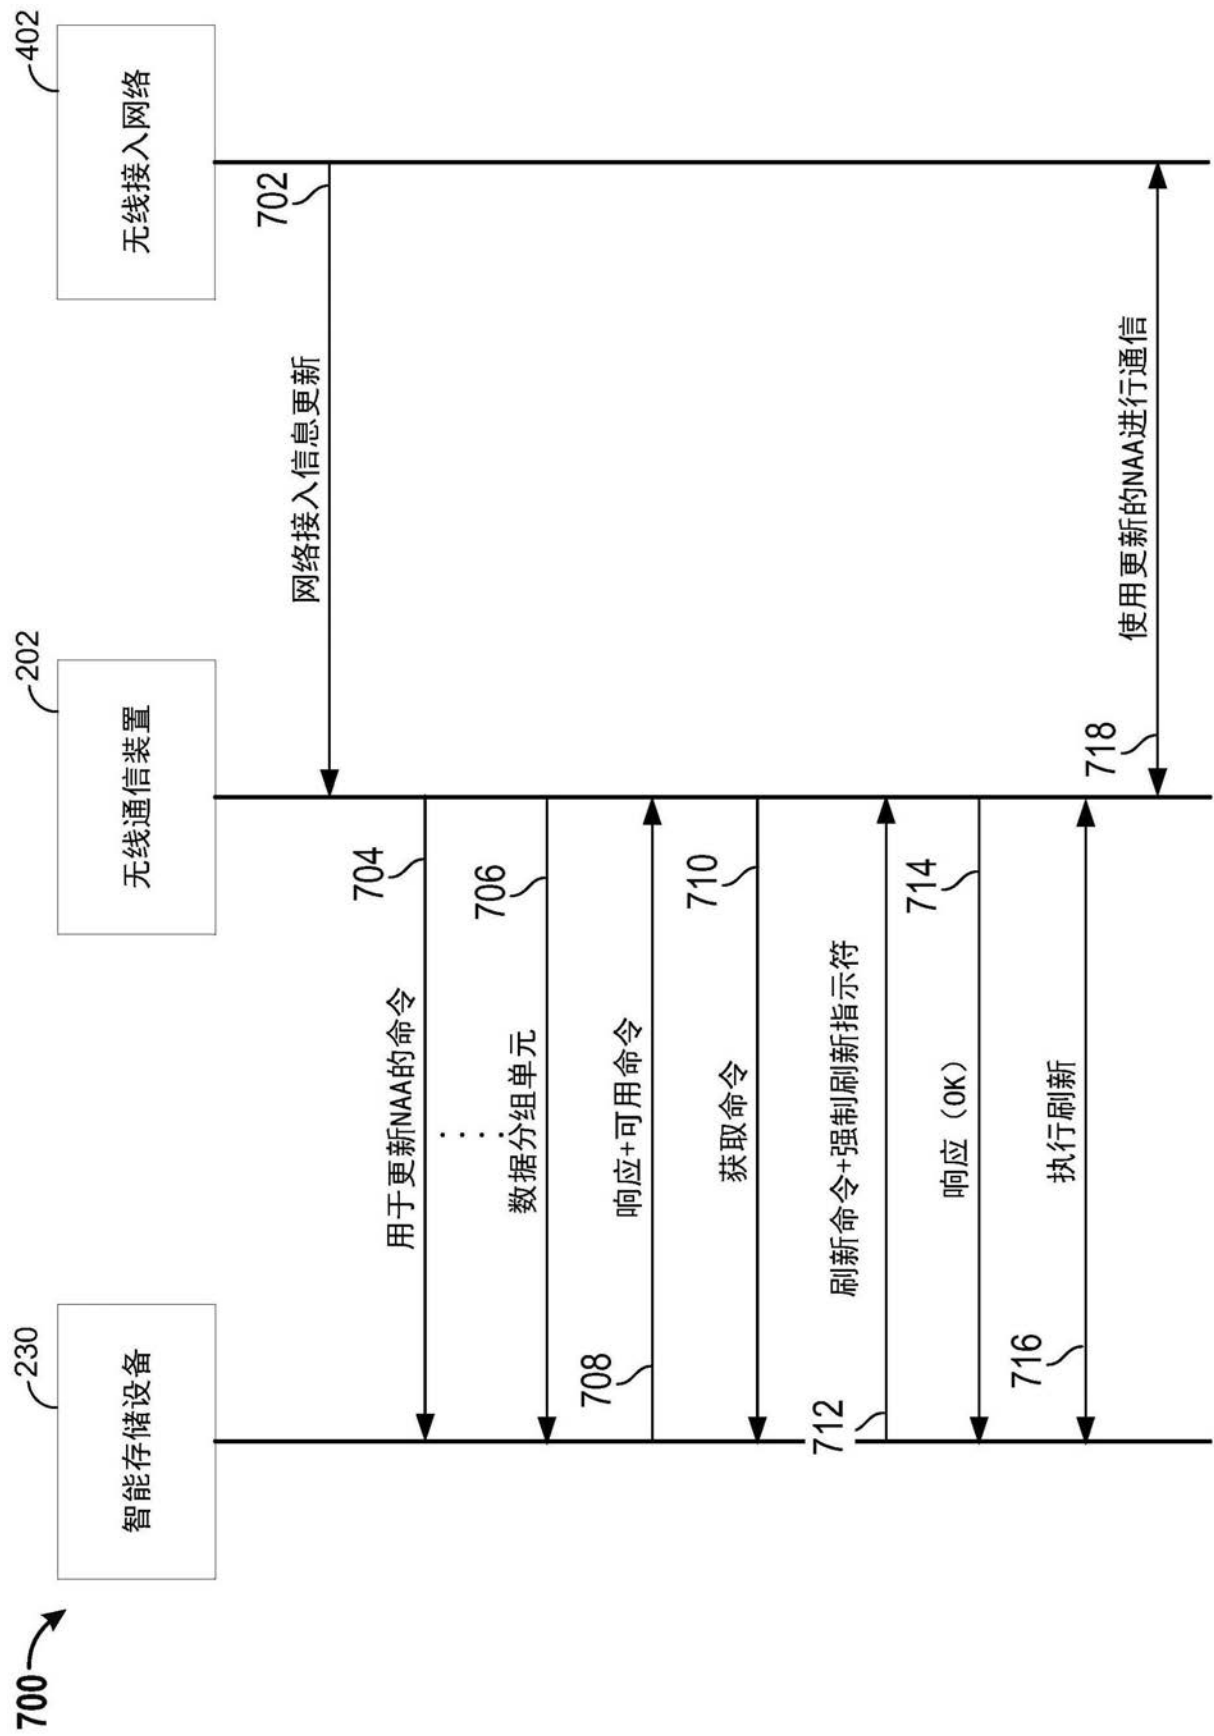 700
230
智能存储设备
202
无线通信装置
402
无线接入网络
702
网络接入信息更新
704
用于更新NAA的命令
.....
706
数据分组单元
708
响应+可用命令
710
获取命令
712
刷新命令+强制刷新指示符
714
响应（OK）
716
执行刷新
718
使用更新的NAA进行通信